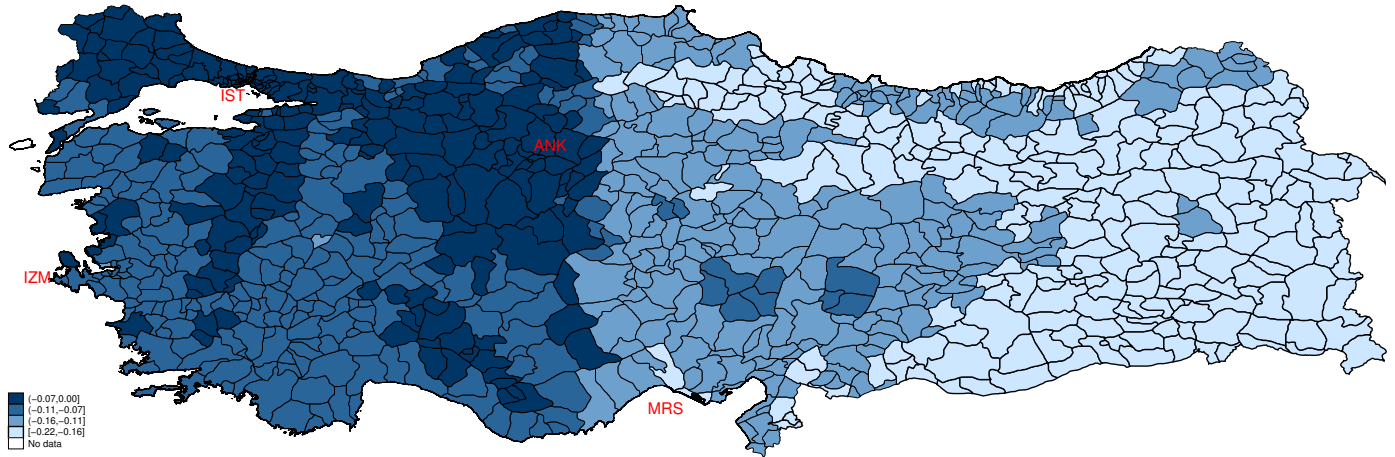 IST
ANK
IZM
MRS
(−0.07,0.00]
(−0.11,−0.07]
(−0.16,−0.11]
[−0.22,−0.16]
No data